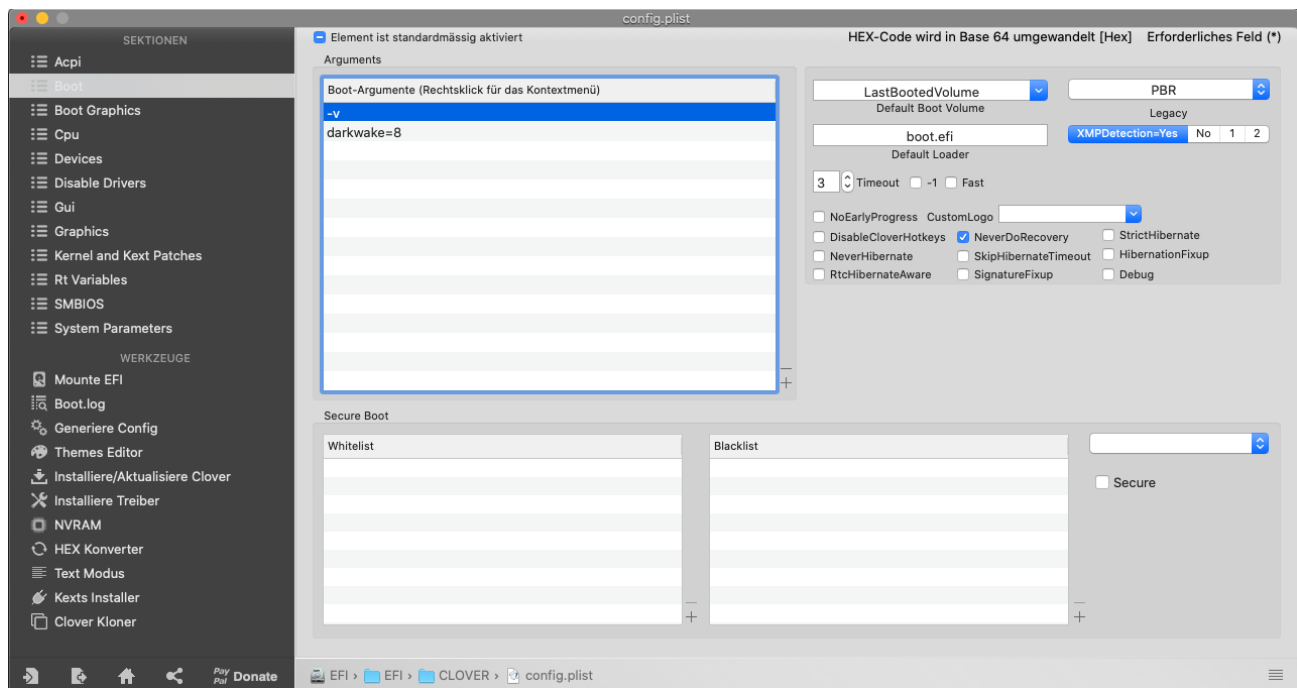 config.plist
SEKTIONEN
Acpi
Boot
Boot Graphics
Cpu
Devices
Disable Drivers
Gui
Graphics
Kernel and Kext Patches
Rt Variables
SMBIOS
System Parameters
WERKZEUGE
Mounte EFI
Boot.log
Generiere Config
Themes Editor
Installiere/Aktualisiere Clover
Installiere Treiber
NVRAM
HEX Konverter
Text Modus
Kexts Installer
Clover Kloner
Pay Pal Donate
Element ist standardmässig aktiviert
HEX-Code wird in Base 64 umgewandelt [Hex] Erforderliches Feld (*)
Arguments
Boot-Argumente (Rechtsklick für das Kontextmenü)
-v
darkwake=8
LastBootedVolume
Default Boot Volume
PBR
Legacy
boot.efi
Default Loader
XMPDetection=Yes No 1 2
3 Timeout -1 Fast
NoEarlyProgress CustomLogo
DisableCloverHotkeys NeverDoRecovery StrictHibernate
NeverHibernate SkipHibernateTimeout HibernationFixup
RtcHibernateAware SignatureFixup Debug
Secure Boot
Whitelist
Blacklist
Secure
EFI › EFI › CLOVER › config.plist